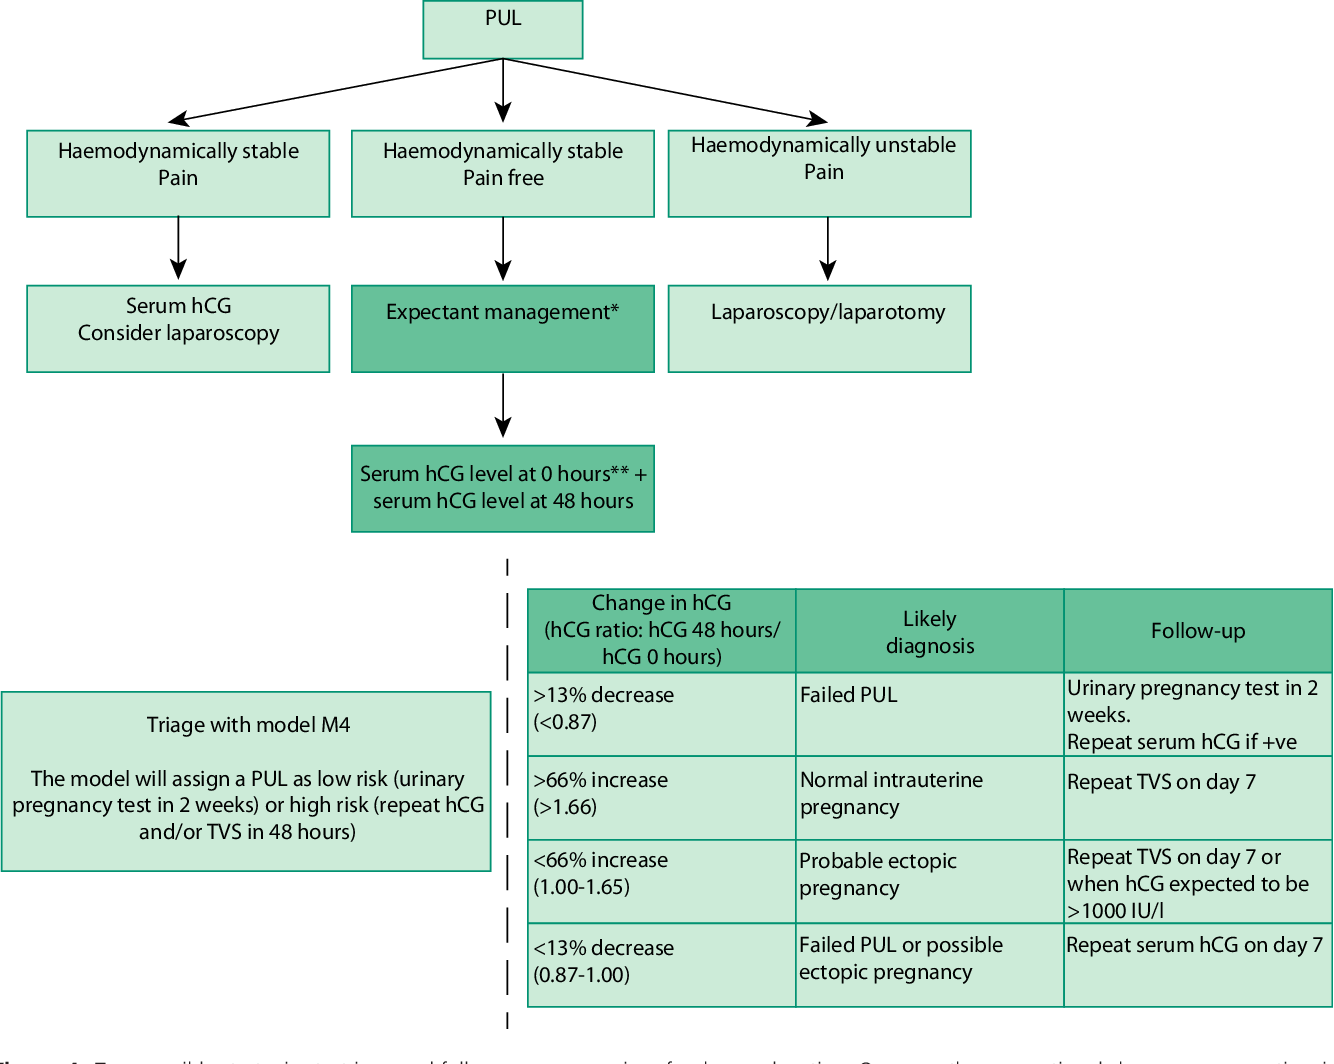 PUL
Haemodynamically stable
Pain
Haemodynamically stable
Pain free
Haemodynamically unstable
Pain
Serum hCG
Consider laparoscopy
Expectant management*
Laparoscopy/laparotomy
Serum hCG level at 0 hours** +
serum hCG level at 48 hours
Triage with model M4
The model will assign a PUL as low risk (urinary
pregnancy test in 2 weeks) or high risk (repeat hCG
and/or TVS in 48 hours)
Change in hCG
(hCG ratio: hCG 48 hours/
hCG 0 hours)
Likely
diagnosis
Follow-up
>13% decrease
(<0.87)
Failed PUL
Urinary pregnancy test in 2
weeks.
Repeat serum hCG if +ve
>66% increase
(>1.66)
Normal intrauterine
pregnancy
Repeat TVS on day 7
<66% increase
(1.00-1.65)
Probable ectopic
pregnancy
Repeat TVS on day 7 or
when hCG expected to be
>1000 IU/l
<13% decrease
(0.87-1.00)
Failed PUL or possible
ectopic pregnancy
Repeat serum hCG on day 7